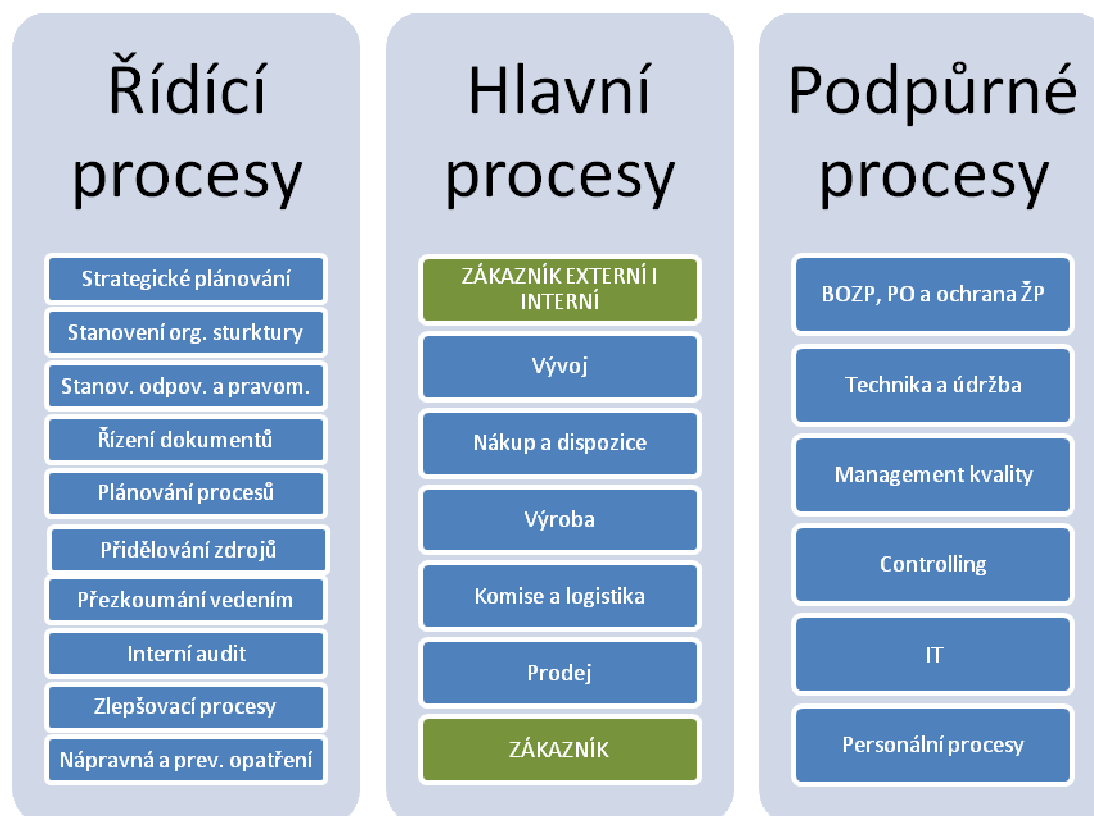 Řídící
procesy
Strategické plánování
Stanovení org. sturktury
Stanov. odpov. a pravom.
Řízení dokumentů
Plánování procesů
Přidělování zdrojů
Přezkoumání vedením
Interní audit
Zlepšovací procesy
Nápravná a prev. opatření
Hlavní
procesy
ZÁKAZNÍK EXTERNÍ I
INTERNÍ
Vývoj
Nákup a dispozice
Výroba
Komise a logistika
Prodej
ZÁKAZNÍK
Podpůrné
procesy
BOZP, PO a ochrana ŽP
Technika a údržba
Management kvality
Controlling
IT
Personální procesy